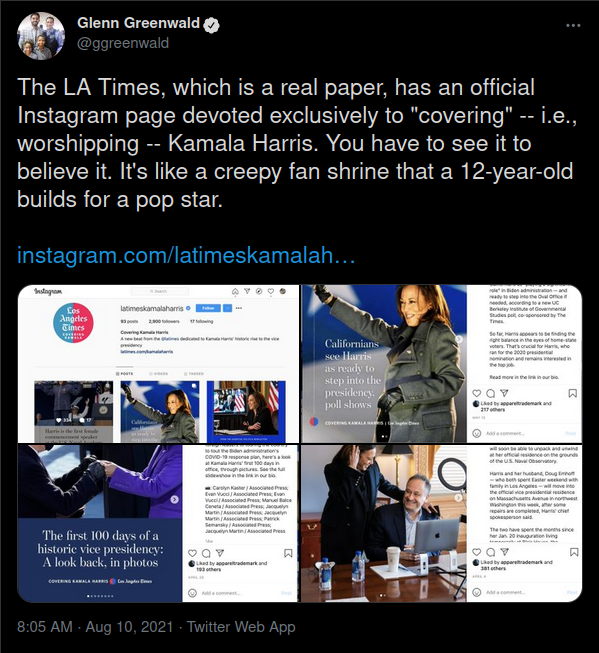 Glenn Greenwald
@ggreenwald
The LA Times, which is a real paper, has an official
Instagram page devoted exclusively to "covering" -- i.e.,
worshipping -- Kamala Harris. You have to see it to
believe it. It's like a creepy fan shrine that a 12-year-old
builds for a pop star.
instagram.com/latimeskamalah…
Instagram
Search
Los
Angeles
Times
COVERING
KAMALA
latimeskamalaharris
Follow
93 posts 2,900 followers 17 following
Covering Kamala Harris
A new beat from the @latimes dedicated to Kamala Harris' historic rise to the vice
presidency
latimes.com/kamalaharris
POSTS
VIDEOS
TAGGED
334
17
Harris is the first female
commencement speaker
Californians
see Harris
as ready to
Californians
see Harris
as ready to
step into the
presidency,
poll shows
COVERING KAMALA HARRIS | Los Angeles Times
role" in Biden administration — and
ready to step into the Oval Office if
needed, according to a new UC
Berkeley Institute of Governmental
Studies poll, co-sponsored by The
Times.
So far, Harris appears to be finding the
right balance in the eyes of home-state
voters. That's crucial for Harris, who
ran for the 2020 presidential
nomination and remains interested in
the top job.
Read more in the link in our bio.
Liked by appareltrademark and
217 others
MAY 12
Add a comment...
Post
The first 100 days of a
historic vice presidency:
A look back, in photos
COVERING KAMALA HARRIS Los Angeles Times
to tout the Biden administration's
COVID-19 response plan, here's a look
at Kamala Harris' first 100 days in
office, through pictures. See the full
slideshow in the link in our bio.
: Carolyn Kaster / Associated Press;
Evan Vucci / Associated Press; Evan
Vucci / Associated Press; Manuel Balce
Ceneta / Associated Press; Jacquelyn
Martin / Associated Press; Jacquelyn
Martin / Associated Press; Patrick
Semansky / Associated Press;
Jacquelyn Martin / Associated Press
Liked by appareltrademark and
193 others
Add a comment...
Post
will soon be able to unpack and unwind
at her official residence on the grounds
of the U.S. Naval Observatory.
Harris and her husband, Doug Emhoff
— who both spent Easter weekend with
family in Los Angeles — will move into
the official vice presidential residence
on Massachusetts Avenue in northwest
Washington this week, after some
repairs are completed, Harris' chief
spokesperson said.
The two have spent the months since
her Jan. 20 inauguration living
Liked by appareltrademark and
381 others
Add a comment...
Post
8:05 AM · Aug 10, 2021 · Twitter Web App